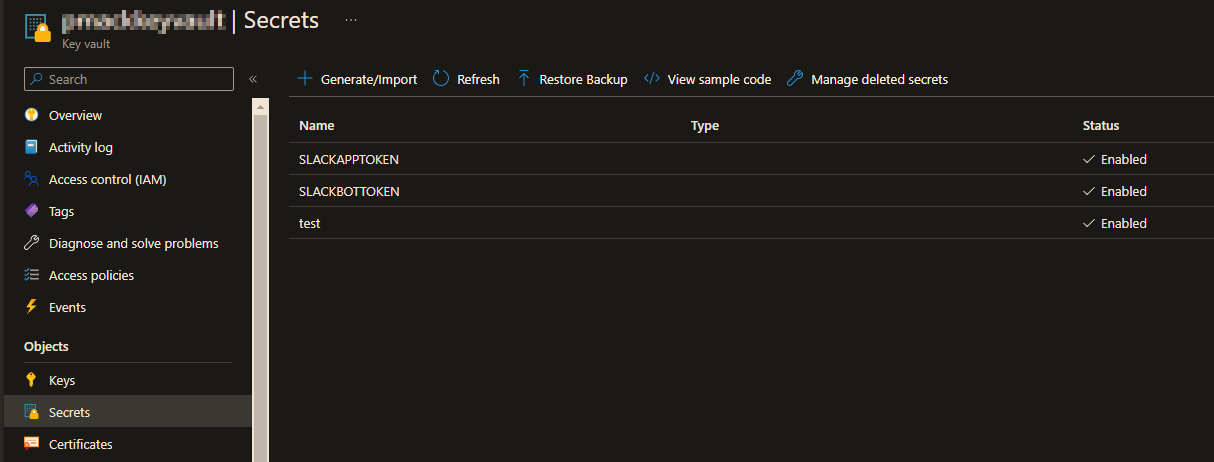 | Secrets ...
Key vault
Search
«
Generate/Import Refresh Restore Backup View sample code Manage deleted secrets
Overview
Activity log
Access control (IAM)
Tags
Diagnose and solve problems
Access policies
Events
Objects
Keys
Secrets
Certificates
Name Type Status
SLACKAPPTOKEN Enabled
SLACKBOTTOKEN Enabled
test Enabled